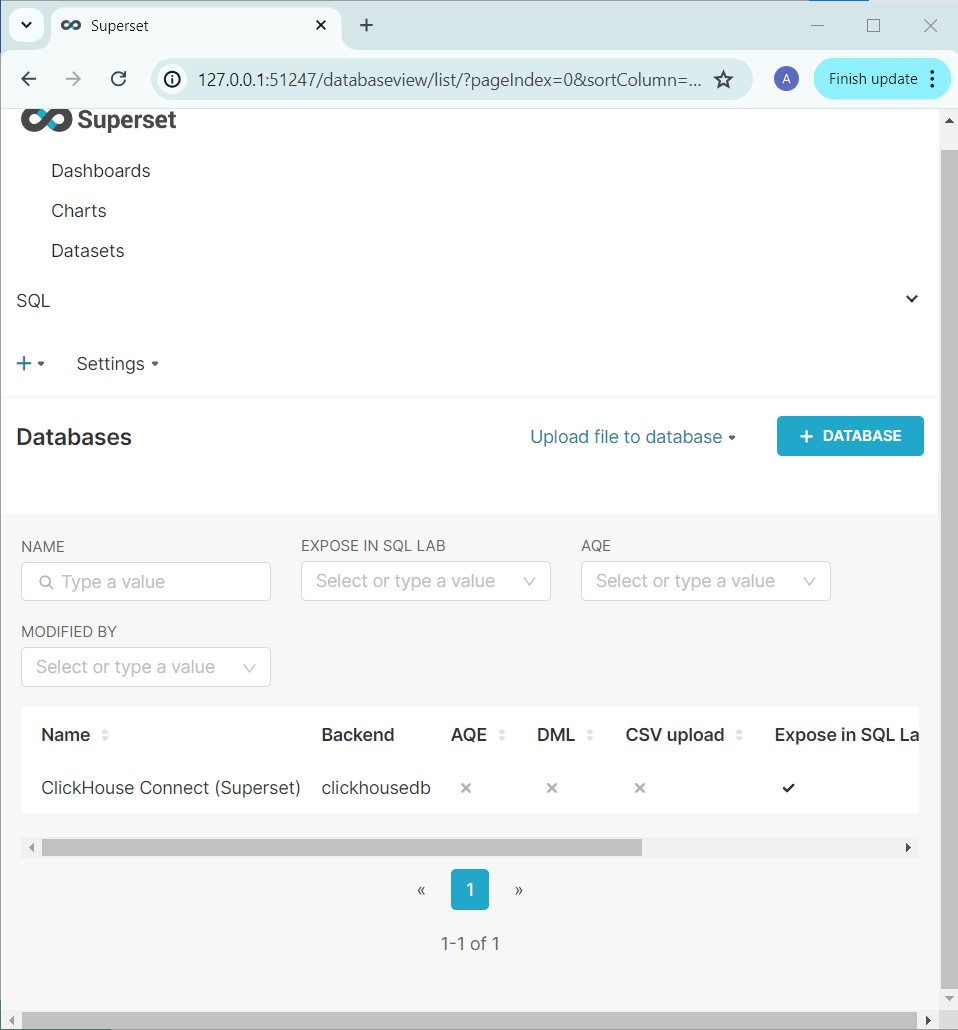 Superset
127.0.0.1:51247/databaseview/list/?pageIndex=0&sortColumn=...
A
Finish update
Superset
Dashboards
Charts
Datasets
SQL
+
Settings
Databases
Upload file to database
+ DATABASE
NAME
EXPOSE IN SQL LAB
AQE
Type a value
Select or type a value
Select or type a value
MODIFIED BY
Select or type a value
Name Backend AQE DML CSV upload Expose in SQL La
ClickHouse Connect (Superset) clickhousedb
« 1 »
1-1 of 1